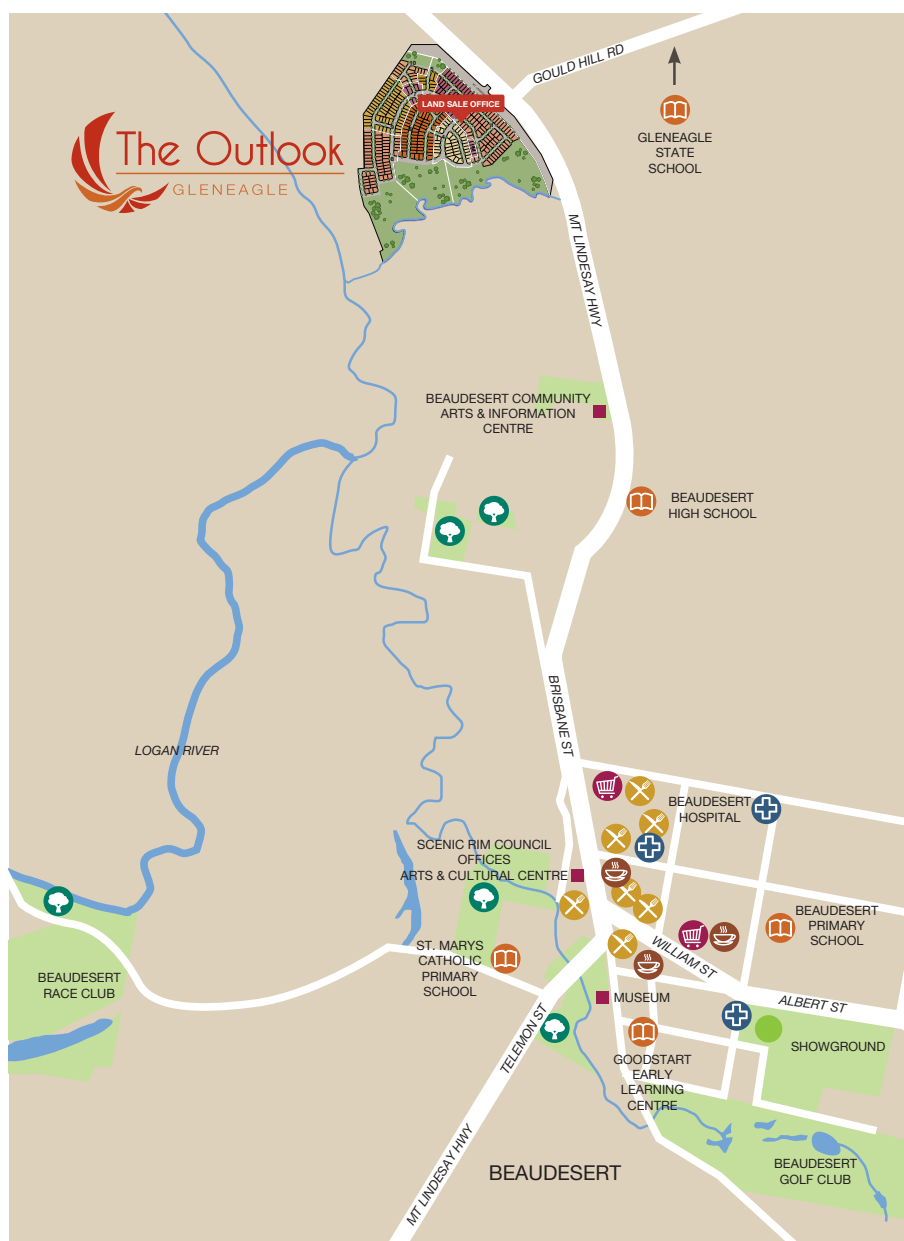 GOULD HILL RD
LAND SALE OFFICE
The Outlook
GLENEAGLE
GLENEAGLE
STATE
SCHOOL
MT LINDESAY HWY
BEAUDESERT COMMUNITY
ARTS & INFORMATION
CENTRE
BEAUDESERT
HIGH SCHOOL
BRISBANE ST
LOGAN RIVER
BEAUDESERT
HOSPITAL
SCENIC RIM COUNCIL
OFFICES
ARTS & CULTURAL CENTRE
BEAUDESERT
PRIMARY
SCHOOL
WILLIAM ST
ST. MARYS
CATHOLIC
PRIMARY
SCHOOL
BEAUDESERT
RACE CLUB
MUSEUM
ALBERT ST
TELEMON ST
SHOWGROUND
GOODSTART
EARLY
LEARNING
CENTRE
MT LINDESAY HWY
BEAUDESERT
BEAUDESERT
GOLF CLUB